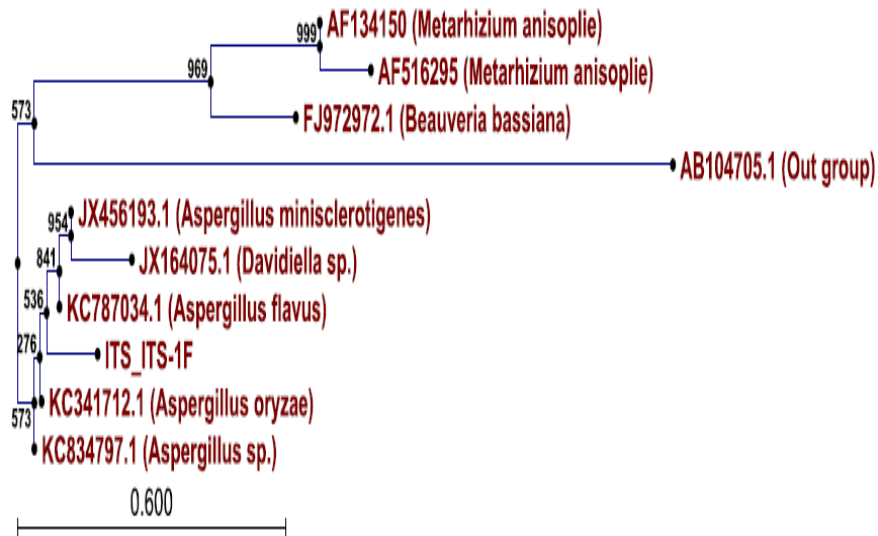 999
AF134150 (Metarhizium anisoplie)
969
AF516295 (Metarhizium anisoplie)
573
FJ972972.1 (Beauveria bassiana)
AB104705.1 (Out group)
954
JX456193.1 (Aspergillus minisclerotigenes)
841
JX164075.1 (Davidiella sp.)
536
KC787034.1 (Aspergillus flavus)
276
ITS_ITS-1F
KC341712.1 (Aspergillus oryzae)
573
KC834797.1 (Aspergillus sp.)
0.600